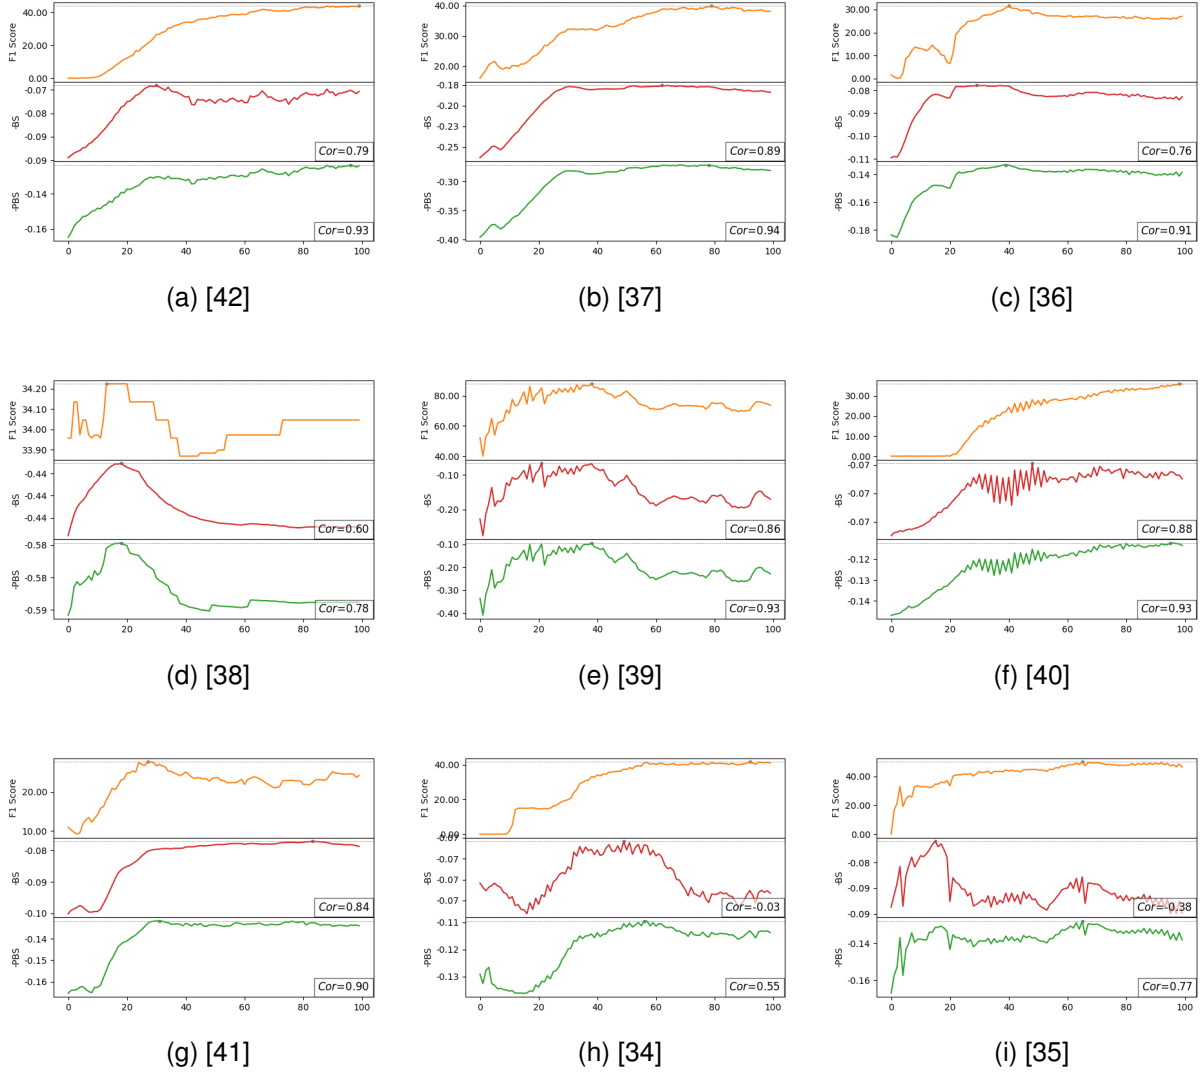 40.00
20.00
0.00
F1 Score
-0.07
-0.08
-0.09
-0.09
-BS
Cor=0.79
-0.14
-0.16
-PBS
Cor=0.93
0 20 40 60 80 100
(a) [42]
40.00
30.00
20.00
F1 Score
-0.18
-0.20
-0.23
-0.25
-BS
Cor=0.89
-0.30
-0.35
-0.40
-PBS
Cor=0.94
0 20 40 60 80 100
(b) [37]
30.00
20.00
10.00
0.00
F1 Score
-0.08
-0.09
-0.10
-0.11
-BS
Cor=0.76
-0.14
-0.16
-0.18
-PBS
Cor=0.91
0 20 40 60 80 100
(c) [36]
34.20
34.10
34.00
33.90
F1 Score
-0.44
-0.44
-0.44
-BS
Cor=0.60
-0.58
-0.58
-0.59
-PBS
Cor=0.78
0 20 40 60 80 100
(d) [38]
80.00
60.00
40.00
F1 Score
-0.10
-0.20
-BS
Cor=0.86
-0.10
-0.20
-0.30
-0.40
-PBS
Cor=0.93
0 20 40 60 80 100
(e) [39]
30.00
20.00
10.00
0.00
F1 Score
-0.07
-0.07
-0.07
-BS
Cor=0.88
-0.12
-0.13
-0.14
-PBS
Cor=0.93
0 20 40 60 80 100
(f) [40]
20.00
10.00
F1 Score
-0.08
-0.09
-0.10
-BS
Cor=0.84
-0.14
-0.16
-PBS
Cor=0.90
0 20 40 60 80 100
(g) [41]
40.00
20.00
0.00
F1 Score
-0.07
-0.07
-0.07
-0.07
-BS
Cor=-0.03
-0.11
-0.12
-0.13
-PBS
Cor=0.55
0 20 40 60 80 100
(h) [34]
40.00
20.00
0.00
F1 Score
-0.08
-0.09
-0.09
-BS
Cor=-0.38
-0.14
-0.16
-PBS
Cor=0.77
0 20 40 60 80 100
(i) [35]